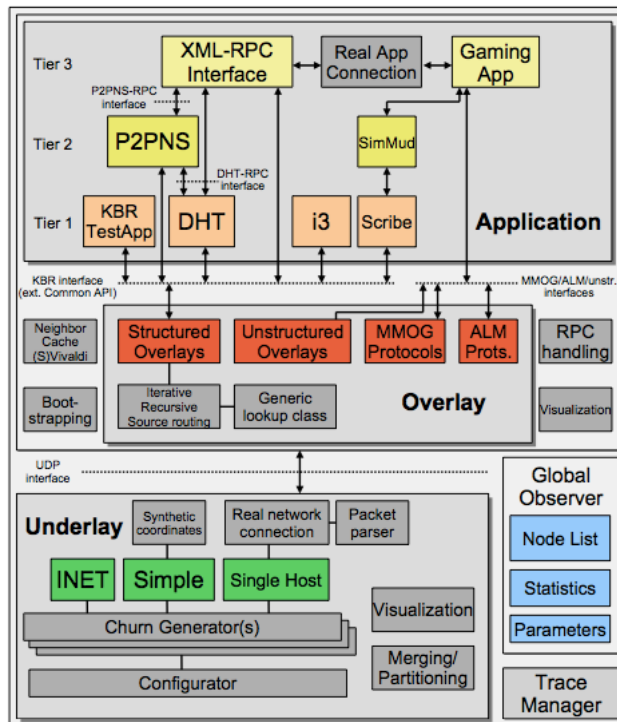 Tier 3
XML-RPC
Interface
Real App
Connection
Gaming
App
P2PNS-RPC
interface
Tier 2
P2PNS
SimMud
DHT-RPC
interface
Tier 1
KBR
TestApp
DHT
i3
Scribe
Application
KBR interface
(ext. Common API)
MMOG/ALM/unstr.
interfaces
Neighbor
Cache
(S)Vivaldi
Structured
Overlays
Unstructured
Overlays
MMOG
Protocols
ALM
Prots.
RPC
handling
Boot-
strapping
Iterative
Recursive
Source routing
Generic
lookup class
Overlay
Visualization
UDP
interface
Underlay
Synthetic
coordinates
Real network
connection
Packet
parser
INET
Simple
Single Host
Visualization
Churn Generator(s)
Merging/
Partitioning
Configurator
Global
Observer
Node List
Statistics
Parameters
Trace
Manager